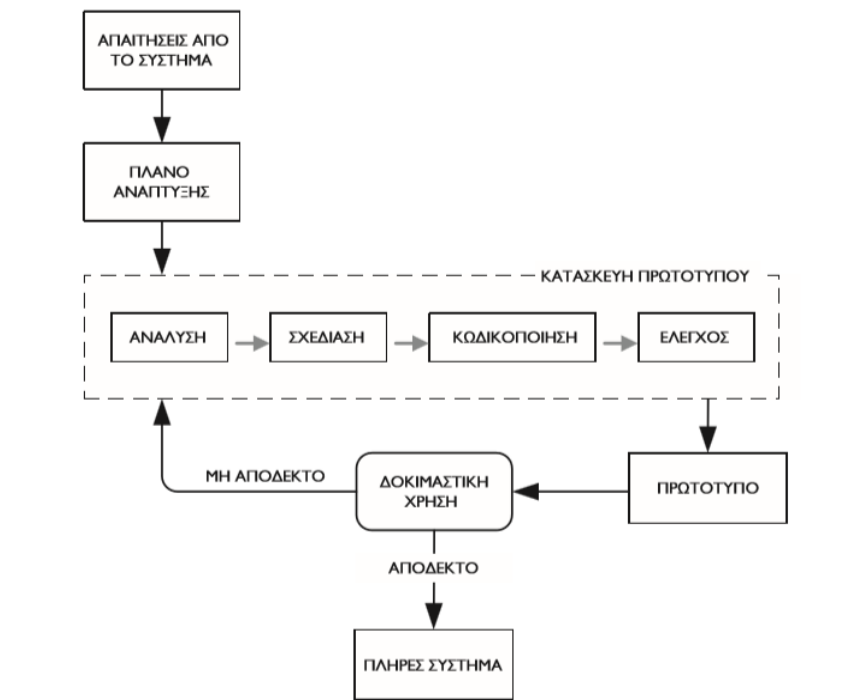 ΑΠΑΙΤΗΣΕΙΣ ΑΠΟ
ΤΟ ΣΥΣΤΗΜΑ
ΠΛΑΝΟ
ΑΝΑΠΤΥΞΗΣ
ΚΑΤΑΣΚΕΥΗ ΠΡΩΤΟΤΥΠΟΥ
ΑΝΑΛΥΣΗ
ΣΧΕΔΙΑΣΗ
ΚΩΔΙΚΟΠΟΙΗΣΗ
ΕΛΕΓΧΟΣ
ΜΗ ΑΠΟΔΕΚΤΟ
ΔΟΚΙΜΑΣΤΙΚΗ
ΧΡΗΣΗ
ΠΡΩΤΟΤΥΠΟ
ΑΠΟΔΕΚΤΟ
ΠΛΗΡΕΣ ΣΥΣΤΗΜΑ